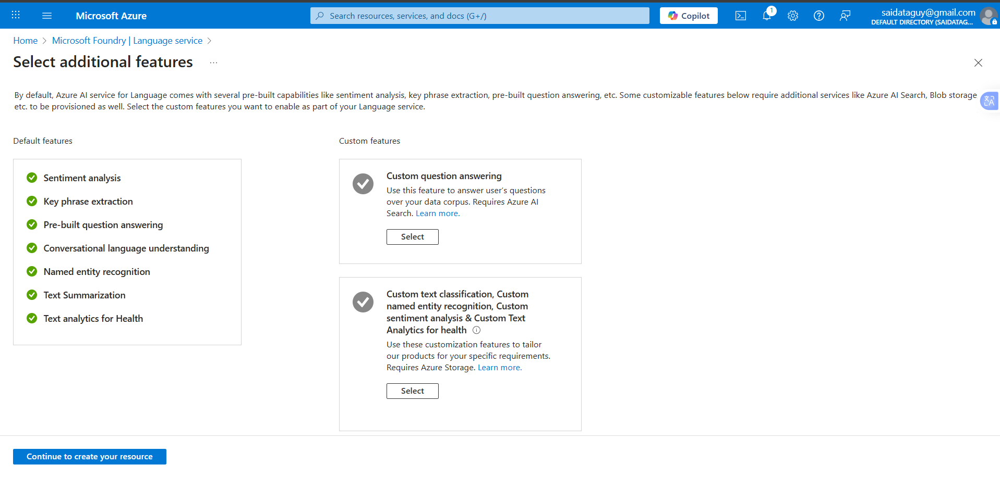 Microsoft Azure
Search resources, services, and docs (G+/)
Copilot
1
saidataguy@gmail.com
DEFAULT DIRECTORY (SAIDATAG...
Home > Microsoft Foundry | Language service >
Select additional features ...
By default, Azure AI service for Language comes with several pre-built capabilities like sentiment analysis, key phrase extraction, pre-built question answering, etc. Some customizable features below require additional services like Azure AI Search, Blob storage
etc. to be provisioned as well. Select the custom features you want to enable as part of your Language service.
Default features
Sentiment analysis
Key phrase extraction
Pre-built question answering
Conversational language understanding
Named entity recognition
Text Summarization
Text analytics for Health
Custom features
Custom question answering
Use this feature to answer user's questions
over your data corpus. Requires Azure AI
Search. Learn more.
Select
Custom text classification, Custom
named entity recognition, Custom
sentiment analysis & Custom Text
Analytics for health
Use these customization features to tailor
our products for your specific requirements.
Requires Azure Storage. Learn more.
Select
Continue to create your resource